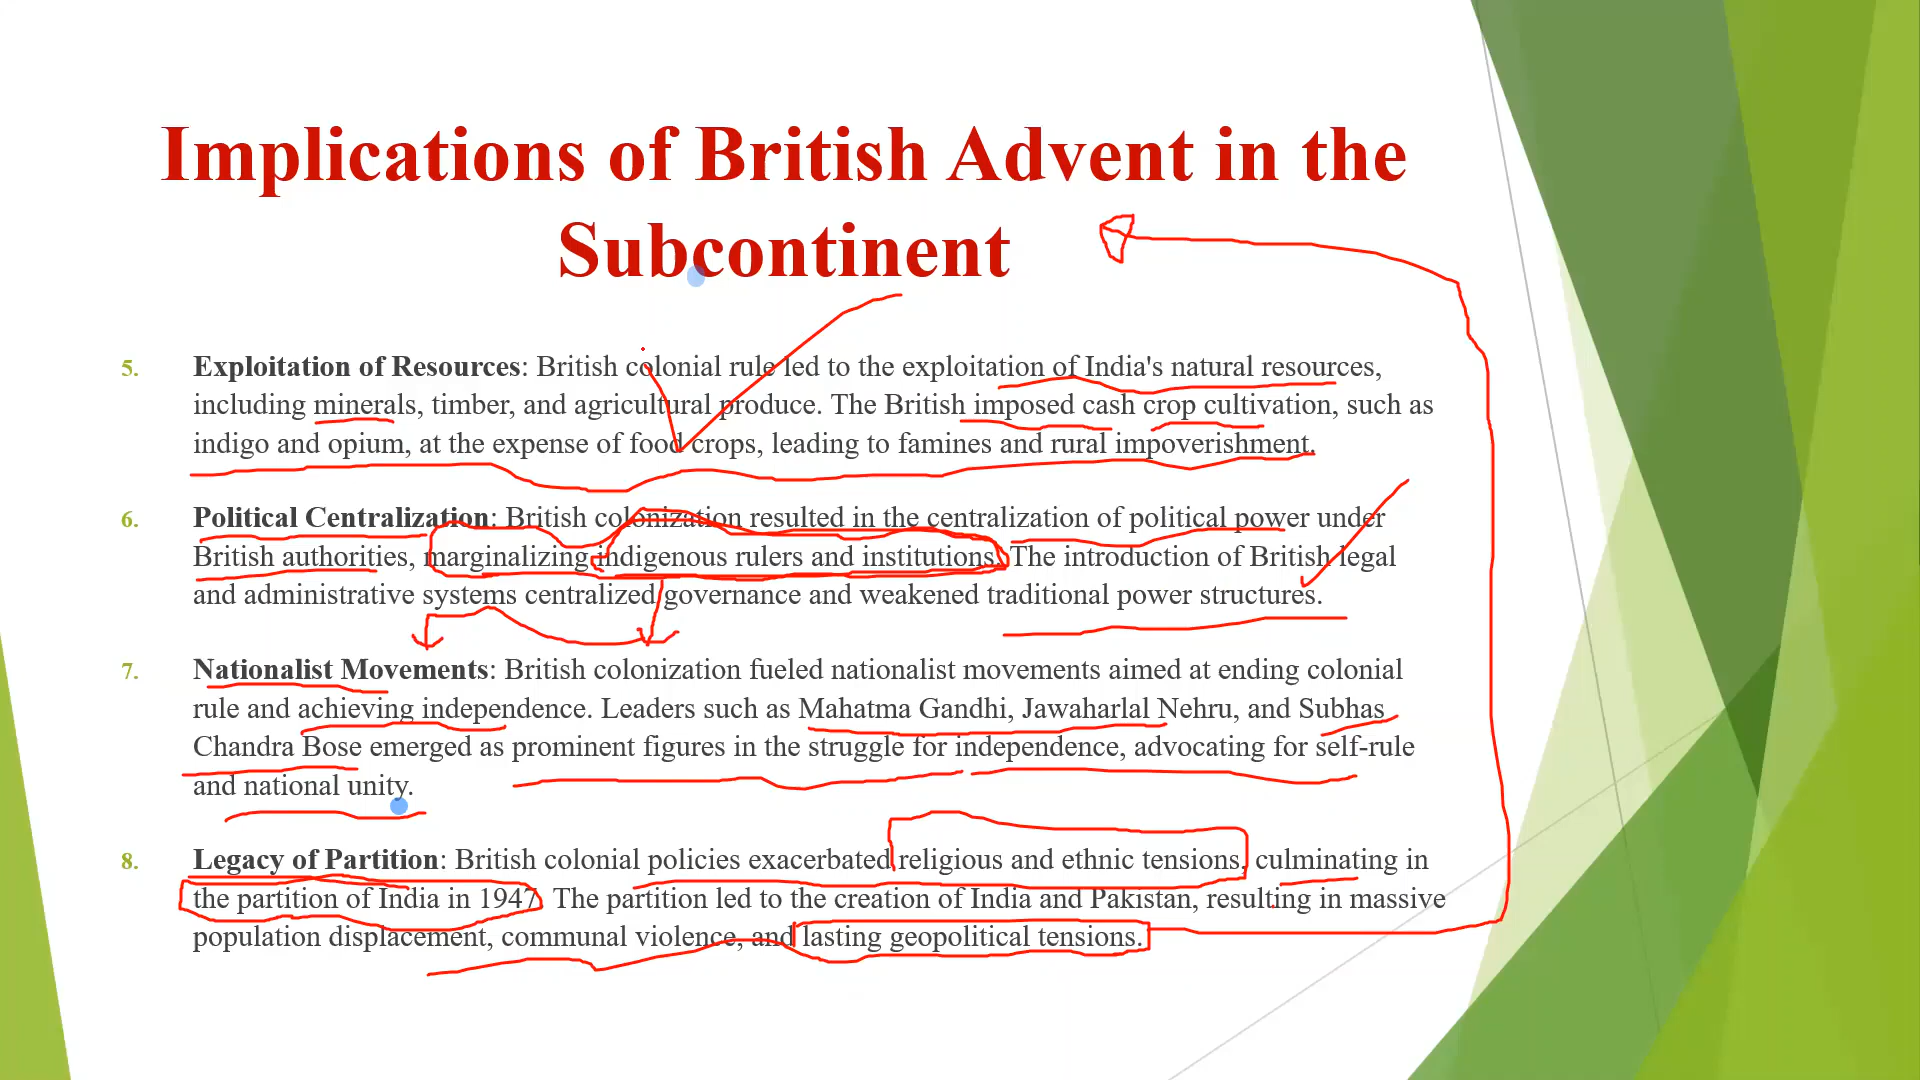 Implications of British Advent in the
Subcontinent
5. Exploitation of Resources: British colonial rule led to the exploitation of India's natural resources,
including minerals, timber, and agricultural produce. The British imposed cash crop cultivation, such as
indigo and opium, at the expense of food crops, leading to famines and rural impoverishment.
6. Political Centralization: British colonization resulted in the centralization of political power under
British authorities, marginalizing indigenous rulers and institutions. The introduction of British legal
and administrative systems centralized governance and weakened traditional power structures.
7. Nationalist Movements: British colonization fueled nationalist movements aimed at ending colonial
rule and achieving independence. Leaders such as Mahatma Gandhi, Jawaharlal Nehru, and Subhas
Chandra Bose emerged as prominent figures in the struggle for independence, advocating for self-rule
and national unity.
8. Legacy of Partition: British colonial policies exacerbated religious and ethnic tensions, culminating in
the partition of India in 1947. The partition led to the creation of India and Pakistan, resulting in massive
population displacement, communal violence, and lasting geopolitical tensions.